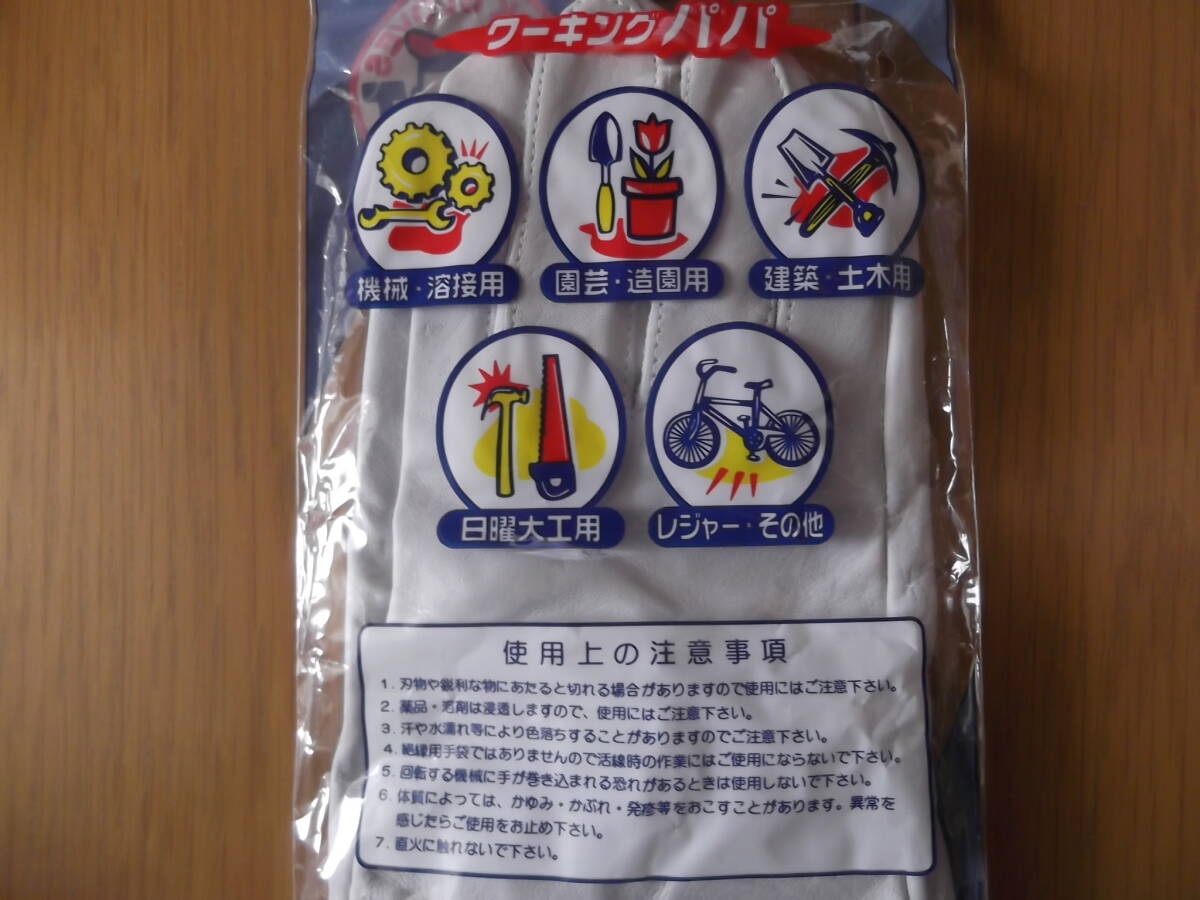 ワーキングパパ
機械・溶接用
園芸・造園用
建築・土木用
日曜大工用
レジャー・その他
使用上の注意事項
1. 刃物や鋭利な物にあたると切れる場合がありますので使用にはご注意下さい。
2. 薬品・溶剤は浸透しますので、使用にはご注意下さい。
3. 汗や水濡れ等により色落ちすることがありますのでご注意下さい。
4. 絶縁用手袋ではありませんので活線時の作業にはご使用にならないで下さい。
5. 回転する機械に手が巻き込まれる恐れがあるときは使用しないで下さい。
6. 体質によっては、かゆみ・かぶれ・発疹等をおこすことがあります。異常を
感じたらご使用をお止め下さい。
7. 直火に触れないで下さい。